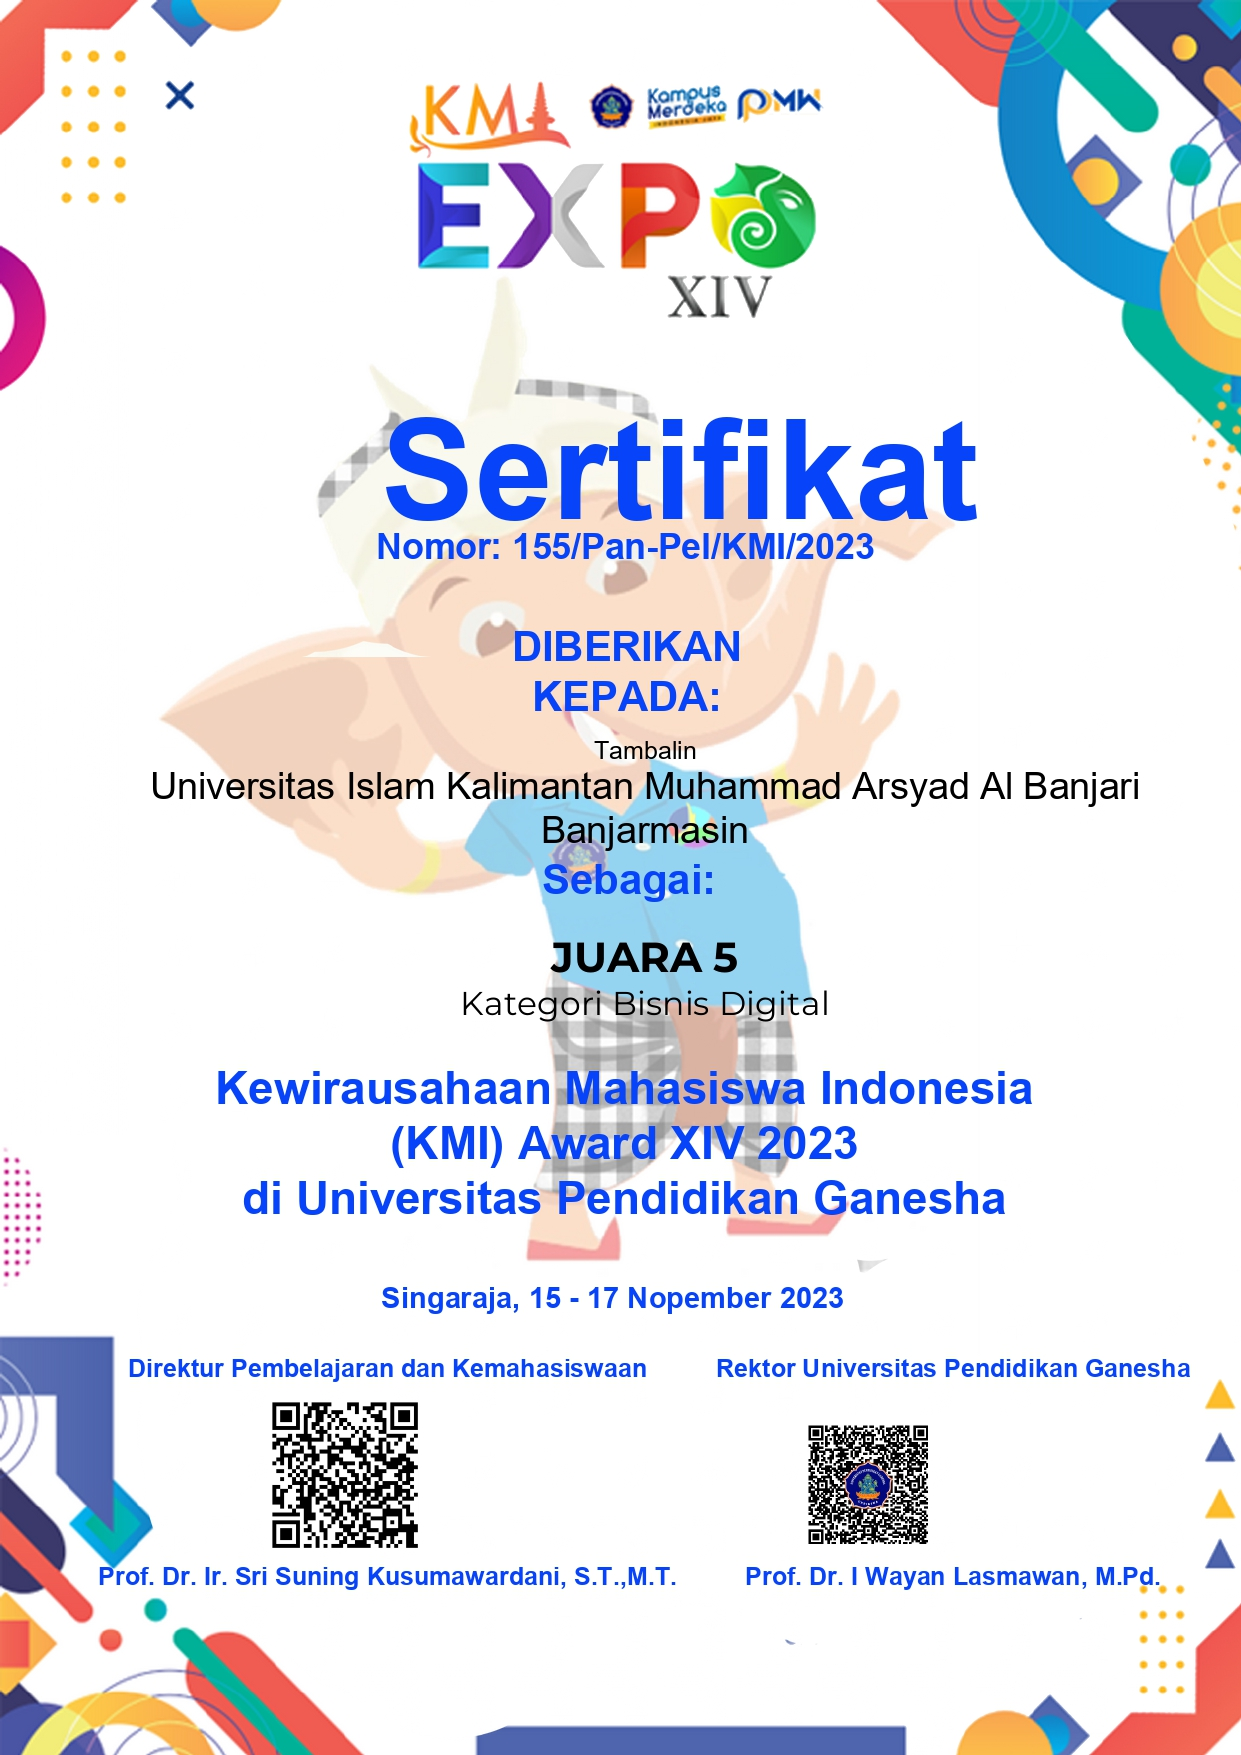 KMI
Kampus
Merdeka
INDONESIA JAYA
PMW
EXPO
XIV
Sertifikat
Nomor: 155/Pan-Pel/KMI/2023
DIBERIKAN
KEPADA:
Tambalin
Universitas Islam Kalimantan Muhammad Arsyad Al Banjari
Banjarmasin
Sebagai:
JUARA 5
Kategori Bisnis Digital
Kewirausahaan Mahasiswa Indonesia
(KMI) Award XIV 2023
di Universitas Pendidikan Ganesha
Singaraja, 15 - 17 Nopember 2023
Direktur Pembelajaran dan Kemahasiswaan
Rektor Universitas Pendidikan Ganesha
Prof. Dr. Ir. Sri Suning Kusumawardani, S.T.,M.T.
Prof. Dr. I Wayan Lasmawan, M.Pd.